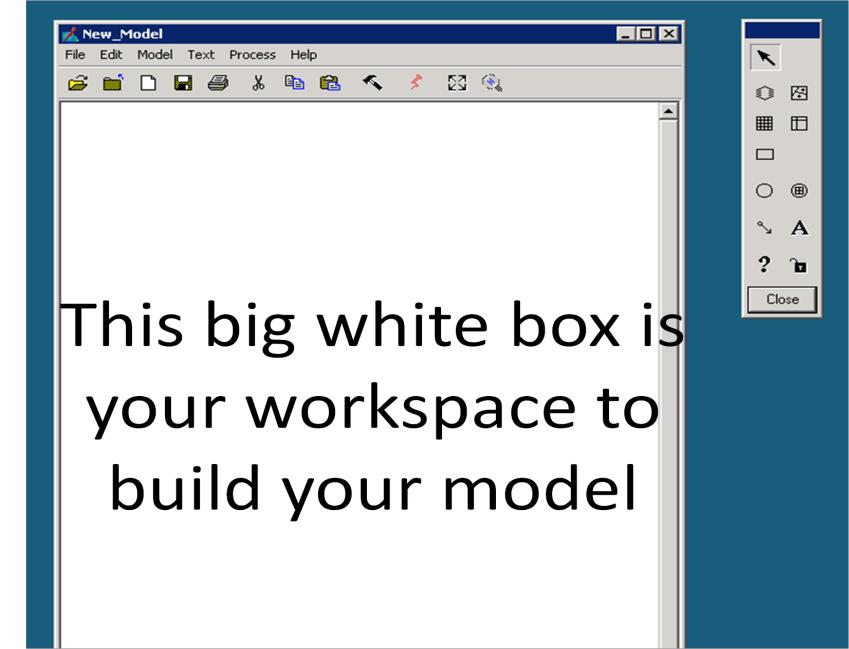 New_Model
File Edit Model Text Process Help
This big white box is
your workspace to
build your model
A
?
Close